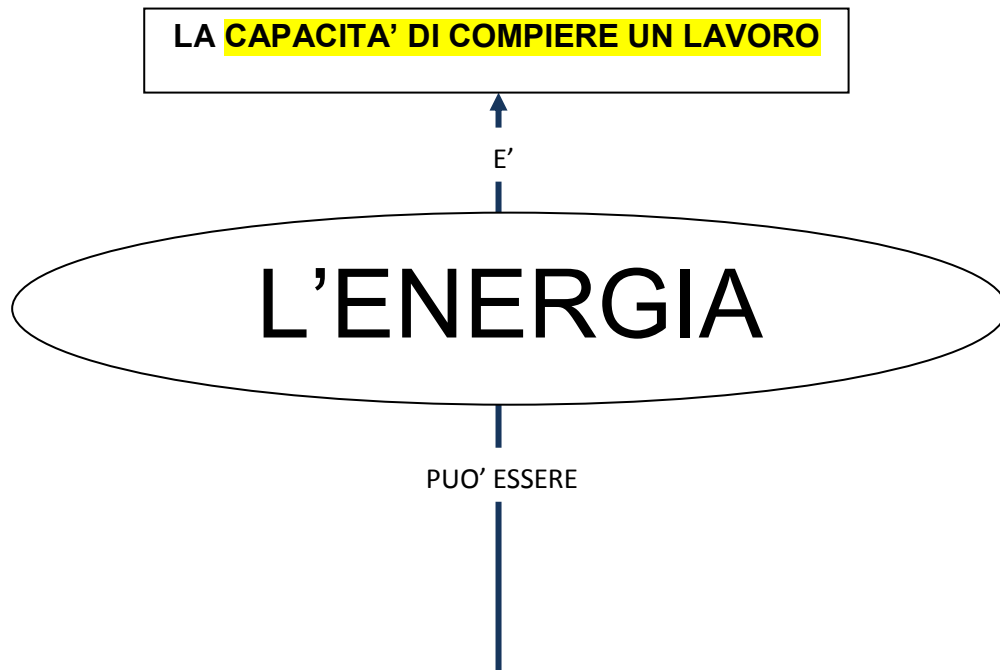 LA CAPACITA’ DI COMPIERE UN LAVORO
E’
L’ENERGIA
PUO’ ESSERE